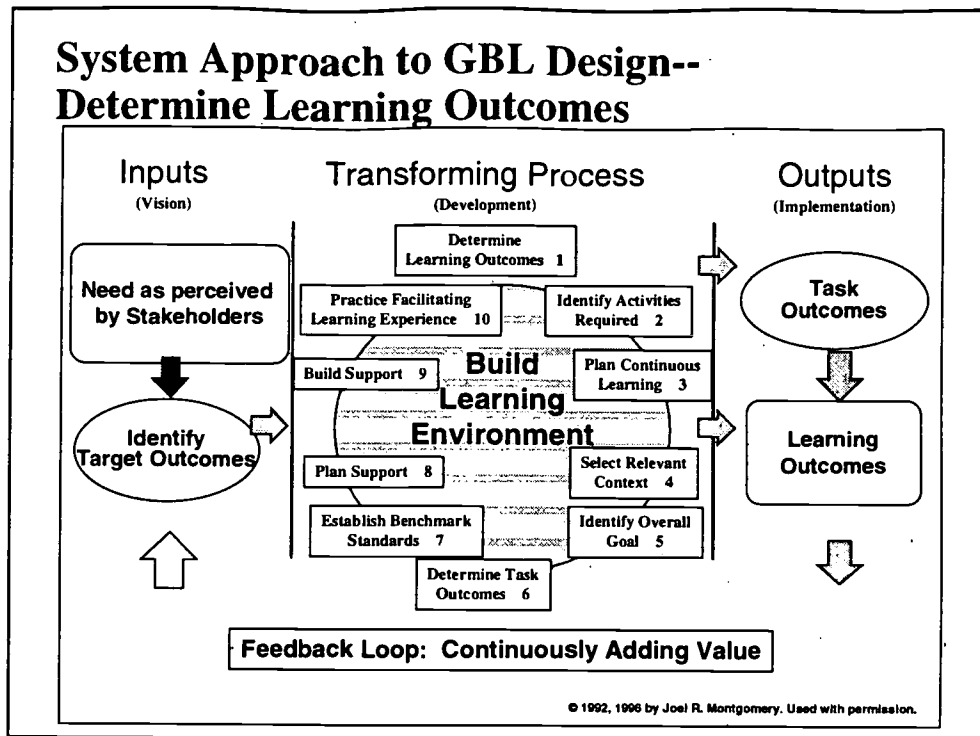 System Approach to GBL Design--
Determine Learning Outcomes
Inputs
(Vision)
Transforming Process
(Development)
Outputs
(Implementation)
Need as perceived
by Stakeholders
Identify
Target Outcomes
Determine
Learning Outcomes 1
Identify Activities
Required 2
Plan Continuous
Learning 3
Select Relevant
Context 4
Identify Overall
Goal 5
Determine Task
Outcomes 6
Establish Benchmark
Standards 7
Plan Support 8
Build Support 9
Practice Facilitating
Learning Experience 10
Build
Learning
Environment
Task
Outcomes
Learning
Outcomes
Feedback Loop: Continuously Adding Value
© 1992, 1996 by Joel R. Montgomery. Used with permission.